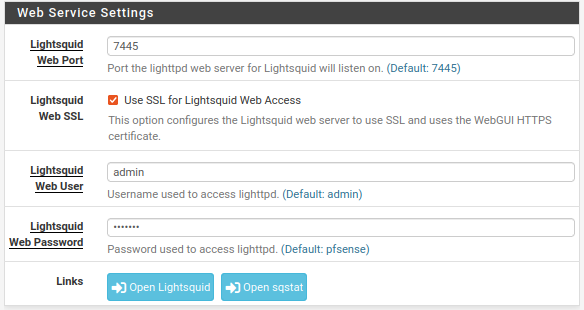 Web Service Settings
Lightsquid
Web Port
7445
Port the lighttpd web server for Lightsquid will listen on. (Default: 7445)
Lightsquid
Web SSL
Use SSL for Lightsquid Web Access
This option configures the Lightsquid web server to use SSL and uses the WebGUI HTTPS
certificate.
Lightsquid
Web User
admin
Username used to access lighttpd. (Default: admin)
Lightsquid
Web Password
•••••••
Password used to access lighttpd. (Default: pfsense)
Links
Open Lightsquid
Open sqstat